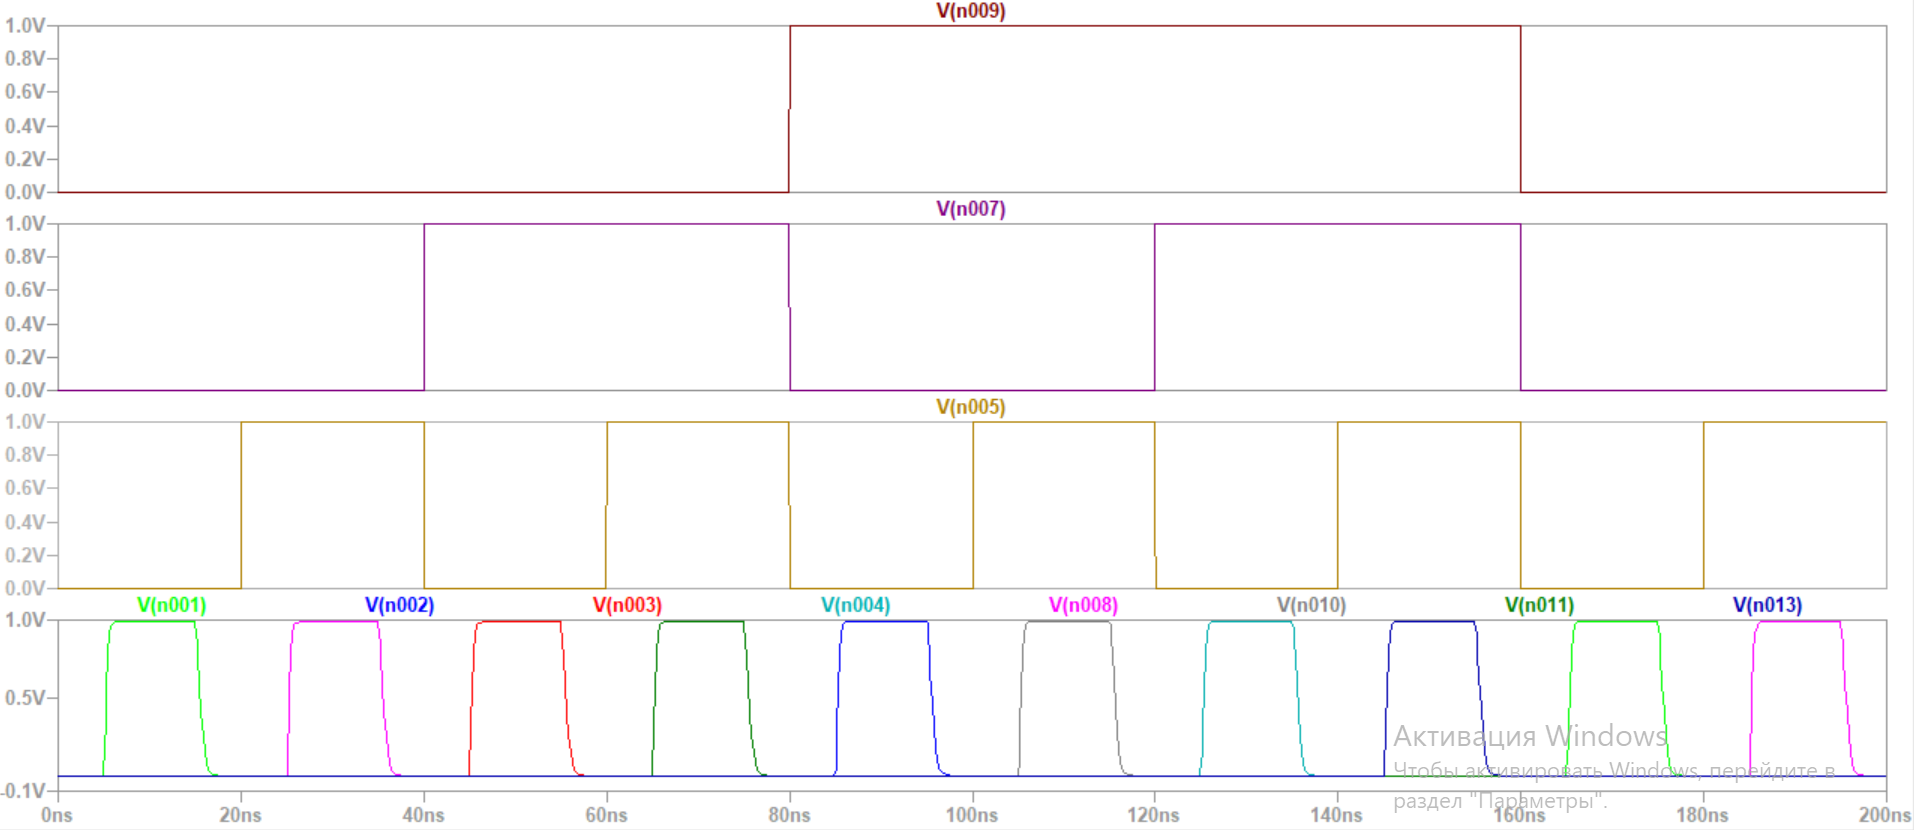 V(n009)
1.0V
0.8V
0.6V
0.4V
0.2V
0.0V
V(n007)
1.0V
0.8V
0.6V
0.4V
0.2V
0.0V
V(n005)
1.0V
0.8V
0.6V
0.4V
0.2V
0.0V
V(n001) V(n002) V(n003) V(n004) V(n008) V(n010) V(n011) V(n013)
1.0V
0.5V
-0.1V
0ns 20ns 40ns 60ns 80ns 100ns 120ns 140ns 160ns 180ns 200ns
Активация Windows
Чтобы активировать Windows, перейдите в
раздел "Параметры".